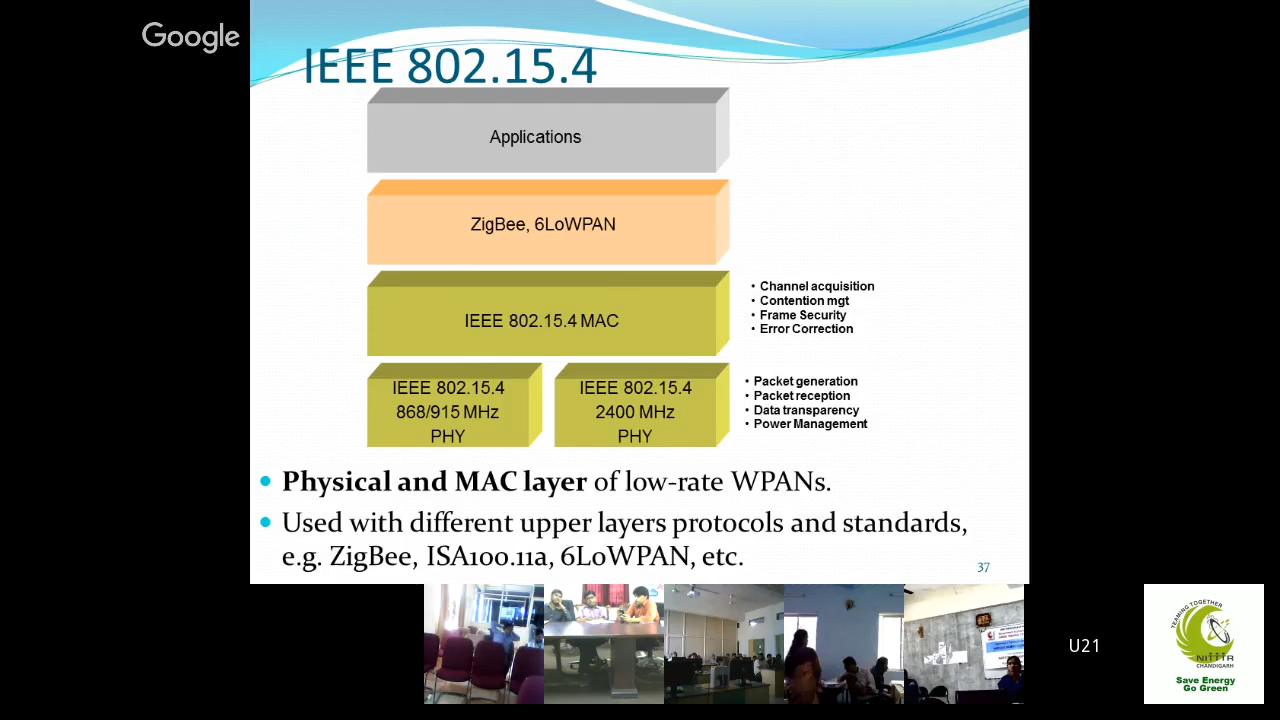 Google
IEEE 802.15.4
Applications
ZigBee, 6LoWPAN
IEEE 802.15.4 MAC
• Channel acquisition
• Contention mgt
• Frame Security
• Error Correction
IEEE 802.15.4
868/915 MHz
PHY
IEEE 802.15.4
2400 MHz
PHY
• Packet generation
• Packet reception
• Data transparency
• Power Management
• Physical and MAC layer of low-rate WPANs.
• Used with different upper layers protocols and standards,
e.g. ZigBee, ISA100.11a, 6LoWPAN, etc.
37
U21
TEAMING TOGETHER
NITTTR
CHANDIGARH
Save Energy
Go Green